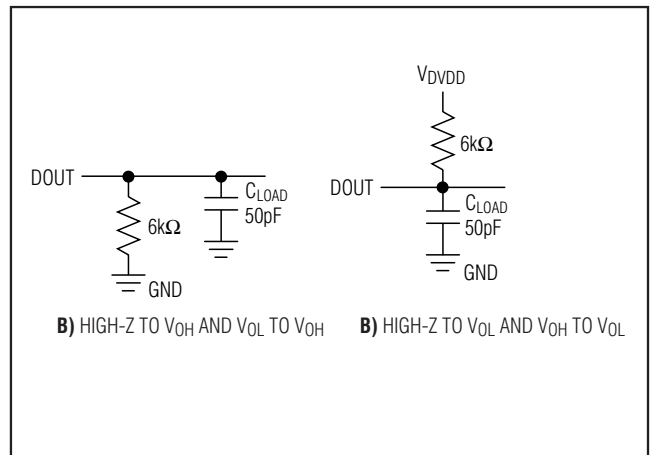 DOUT
6kΩ
GND
CLOAD
50pF
B) HIGH-Z TO VOH AND VOL TO VOH
VDVDD
6kΩ
DOUT
CLOAD
50pF
GND
B) HIGH-Z TO VOL AND VOH TO VOL